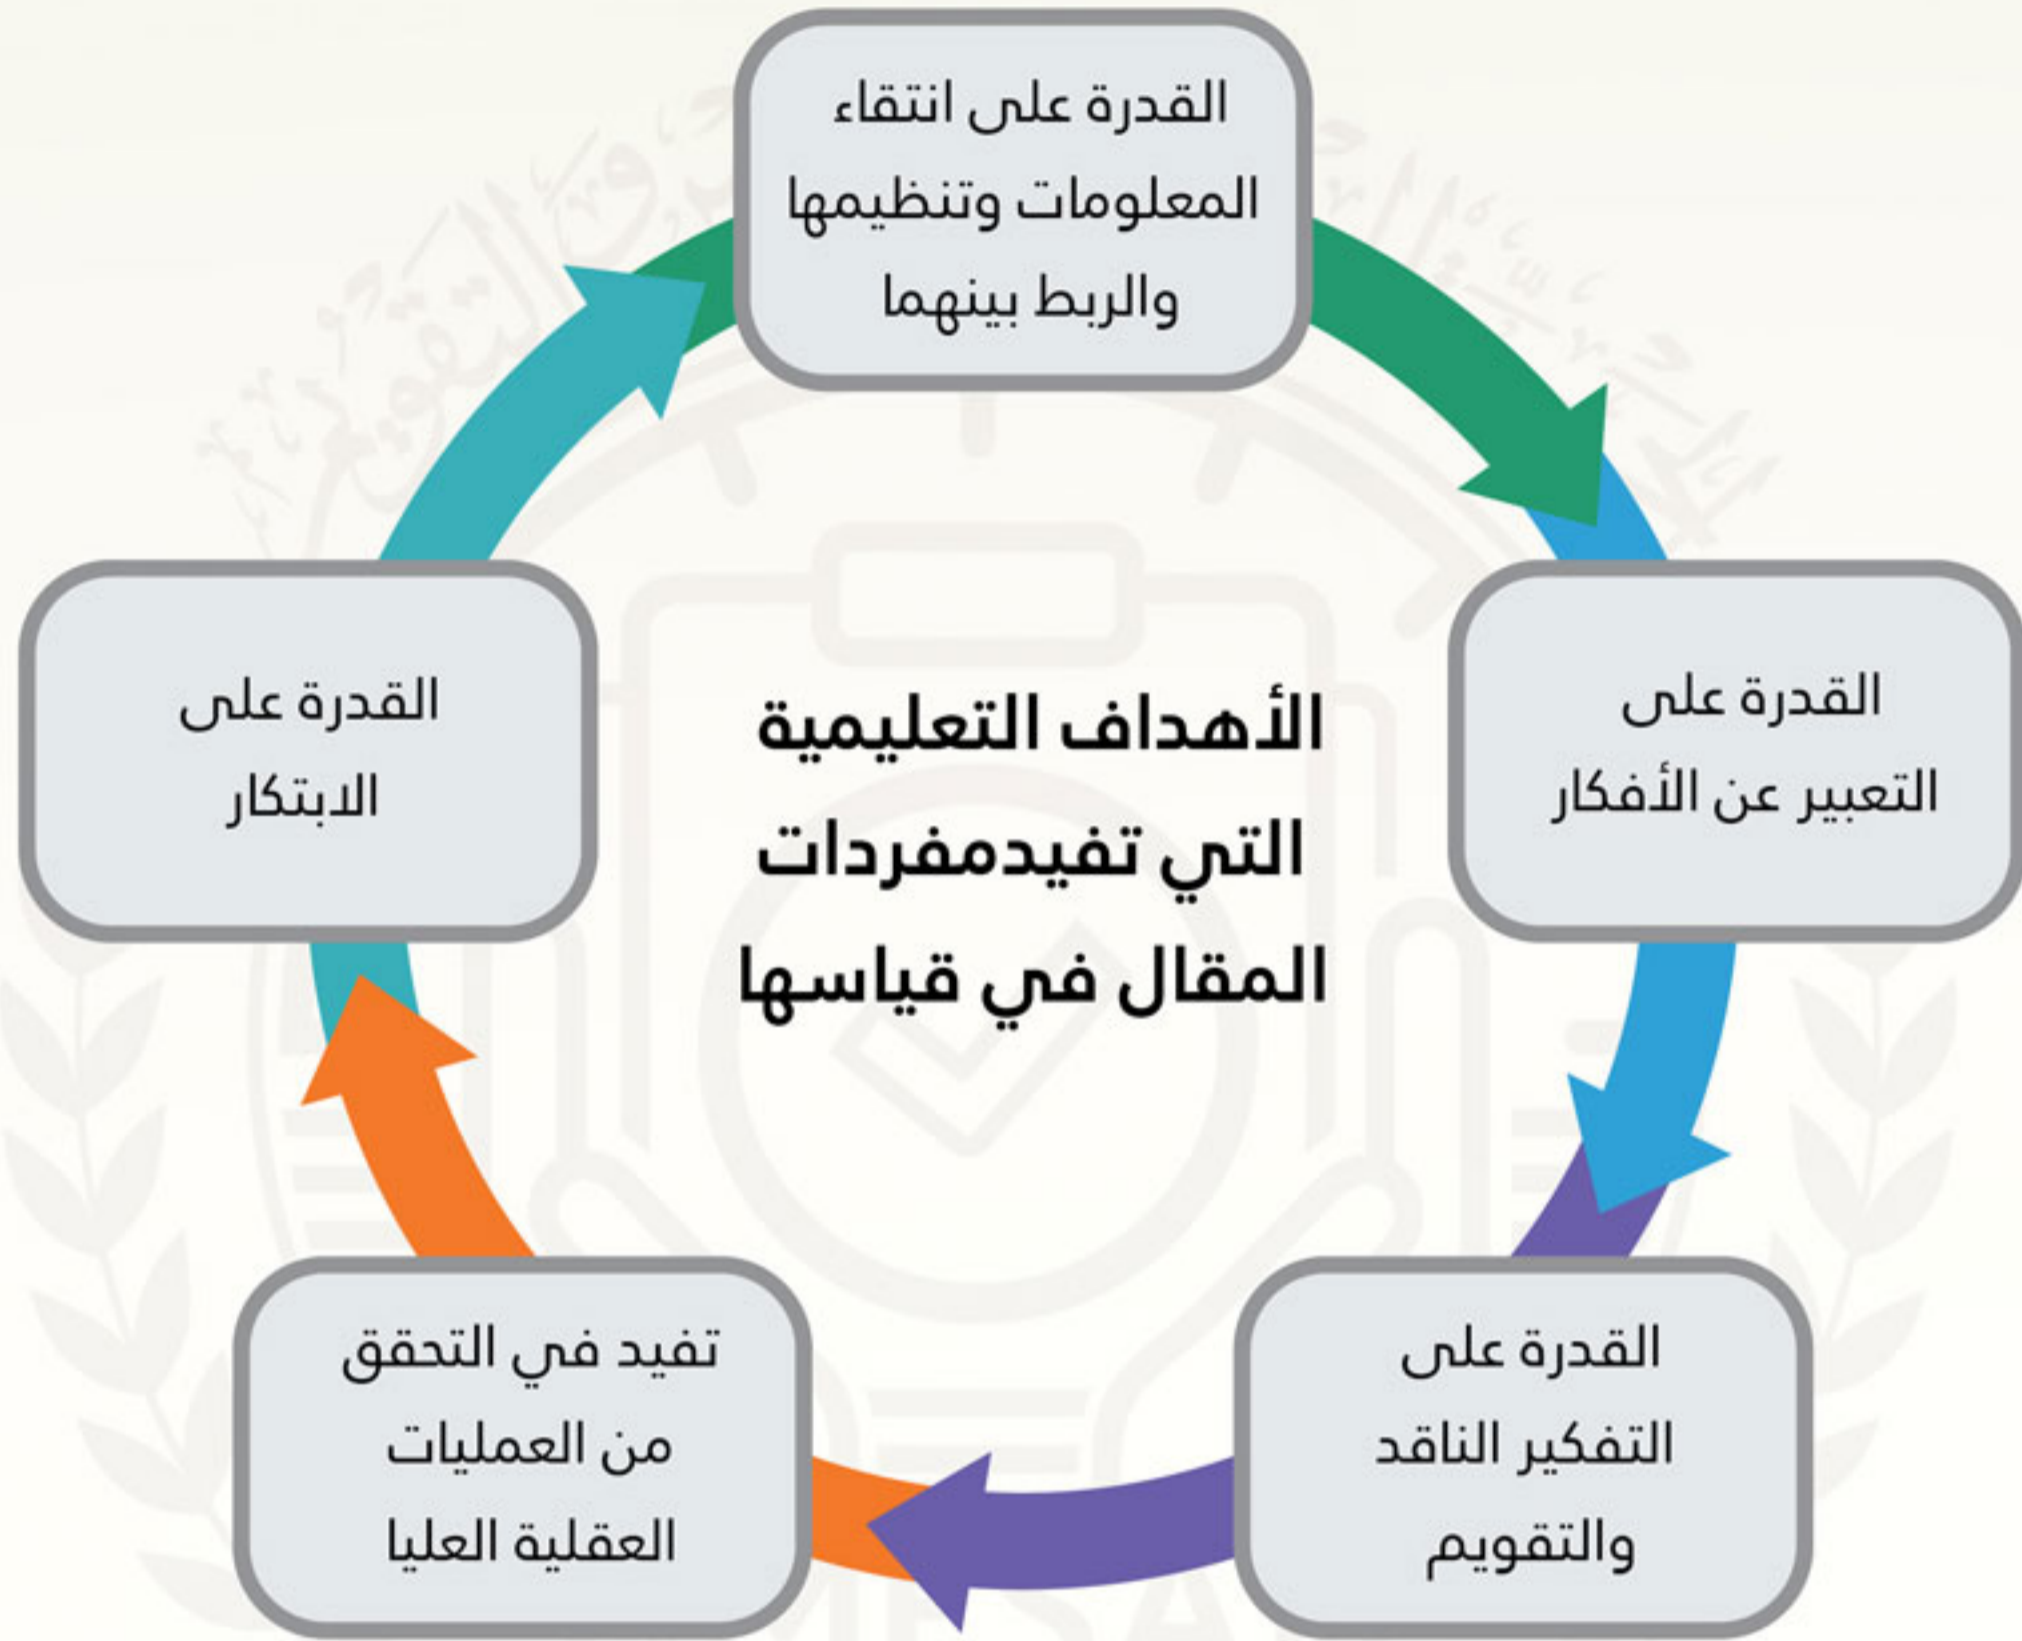 القدرة على انتقاء
المعلومات وتنظيمها
والربط بينهما
القدرة على
التعبير عن الأفكار
القدرة على
التفكير الناقد
والتقويم
تفيد في التحقق
من العمليات
العقلية العليا
القدرة على
الابتكار
الأهداف التعليمية
التي تفيدمفردات
المقال في قياسها